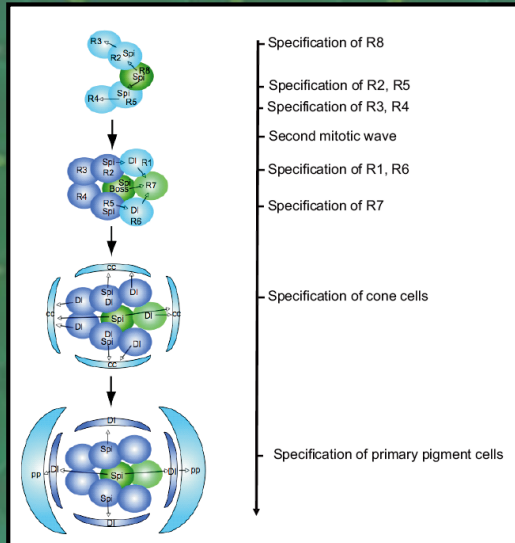 R3
Spi
R2
R8
Spi
Spi
R4
R5
Spi
Dl
R1
R3
R2
Spi
R7
Boss
R4
R5
Dl
Spi
R6
cc
Spi
Dl
Dl
Dl
cc
Spi
Dl
cc
Dl
Dl
Spi
Dl
cc
Dl
Spi
pp
Dl
Spi
Dl
pp
Spi
Dl
Specification of R8
Specification of R2, R5
Specification of R3, R4
Second mitotic wave
Specification of R1, R6
Specification of R7
Specification of cone cells
Specification of primary pigment cells